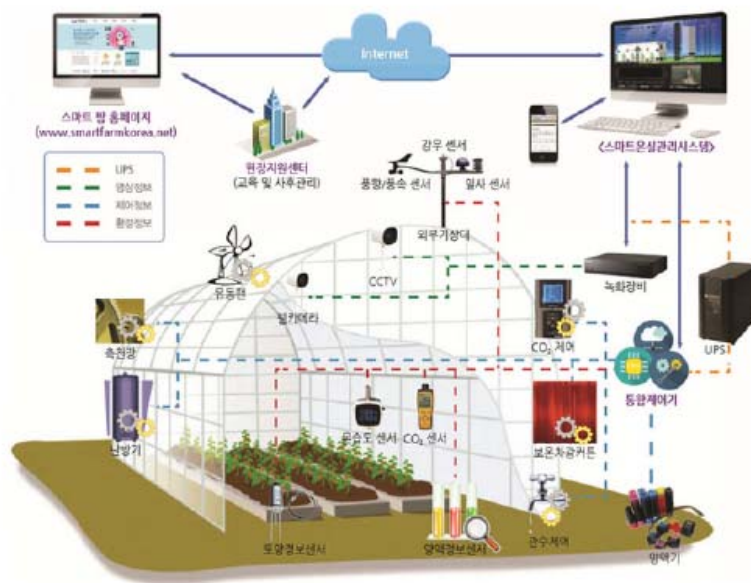 Internet
스마트 팜 홈페이지
(www.smartfarmkorea.net)
현장지원센터
(교육 및 사후관리)
<스마트온실관리시스템>
UPS
영상정보
제어정보
환경정보
감우 센서
풍향/풍속 센서
일사 센서
외부기상대
유동팬
CCTV
웹카메라
녹화장비
UPS
CO₂ 제어
측천창
통합제어기
난방기
온습도 센서
CO₂ 센서
보온차광커튼
토양정보센서
양액정보센서
관수제어
양액기